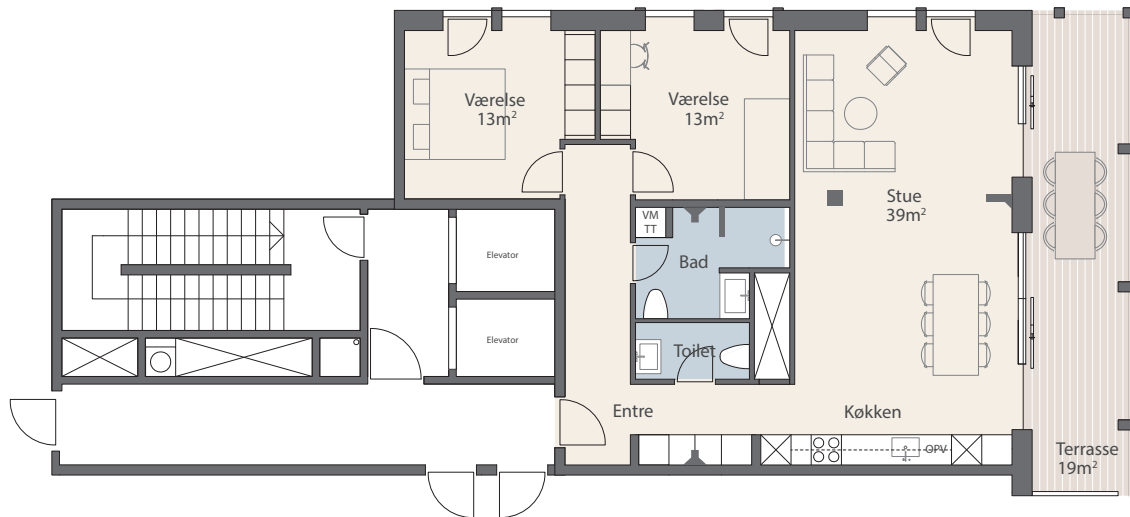 Værelse
13m²
Værelse
13m²
Stue
39m²
VM
TT
Bad
Elevator
Elevator
Toilet
Entre
Køkken
OPV
Terrasse
19m²